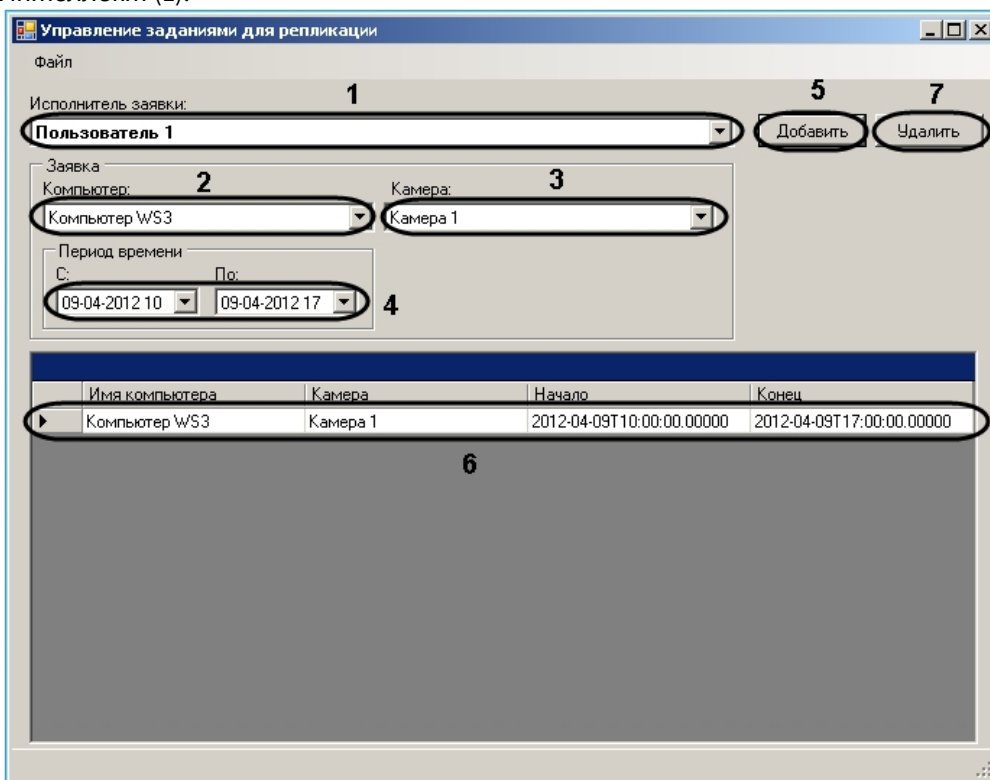 Управление заданиями для репликации
Файл
Исполнитель заявки:
1
5
7
Пользователь 1
Добавить
Удалить
Заявка
Компьютер:
2
Камера:
3
Компьютер WS3
Камера 1
Период времени
С:
По:
09-04-2012 10
09-04-2012 17
4
Имя компьютера Камера Начало Конец
Компьютер WS3 Камера 1 2012-04-09T10:00:00.00000 2012-04-09T17:00:00.00000
6